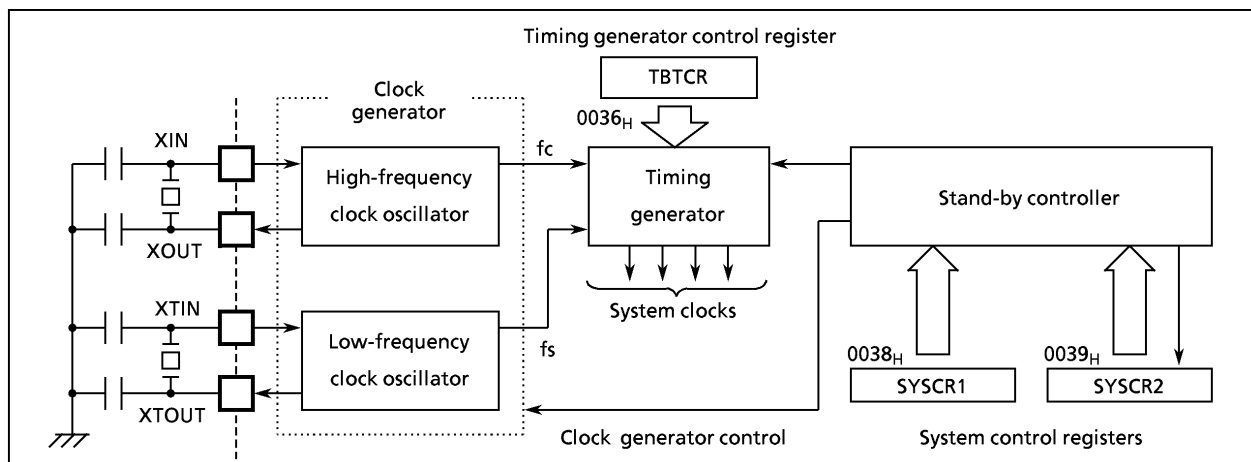 Timing generator control register
TBTCR
0036H
Clock
generator
XIN
High-frequency
clock oscillator
fc
Timing
generator
Stand-by controller
XOUT
System clocks
XTIN
Low-frequency
clock oscillator
fs
0038H
SYSCR1
0039H
SYSCR2
XTOUT
Clock generator control
System control registers